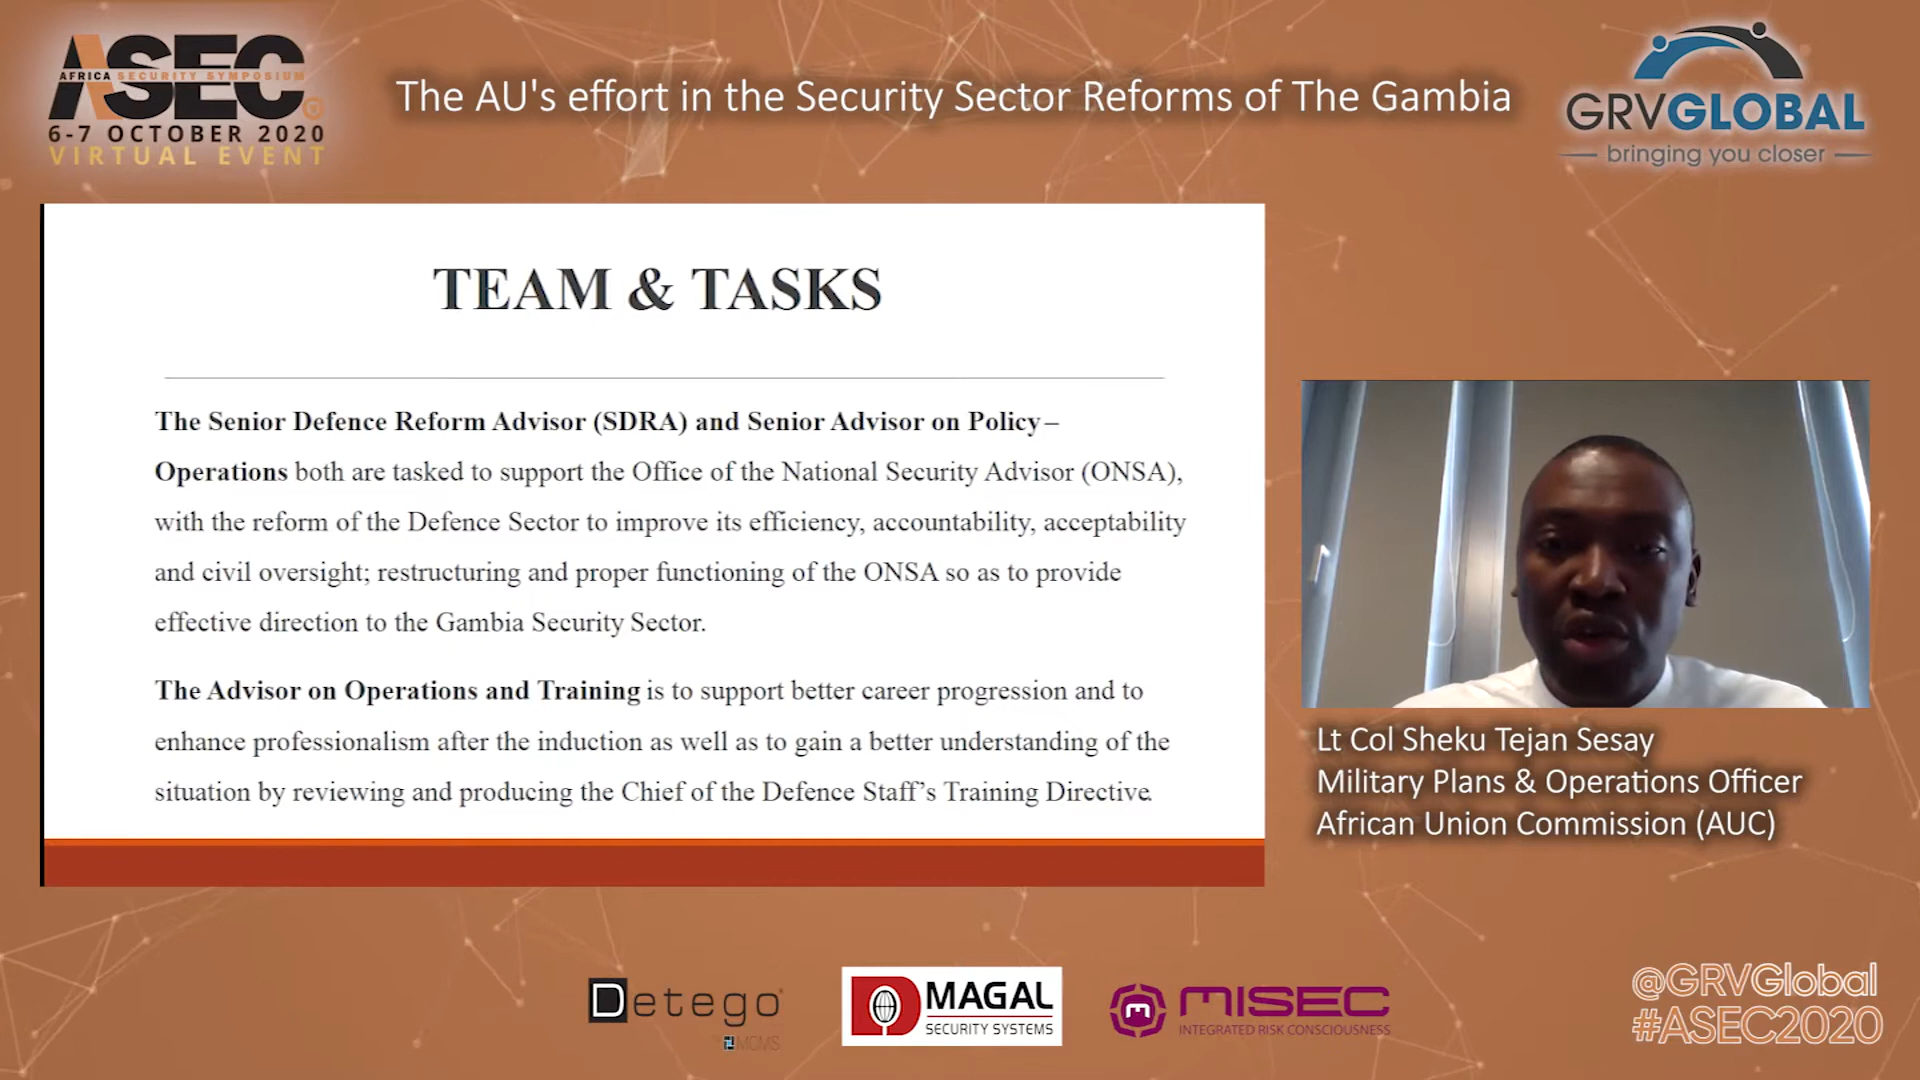 ASEC
AFRICA SECURITY SYMPOSIUM
6-7 OCTOBER 2020
VIRTUAL EVENT
The AU's effort in the Security Sector Reforms of The Gambia
GRVGLOBAL
bringing you closer
TEAM & TASKS
The Senior Defence Reform Advisor (SDRA) and Senior Advisor on Policy–
Operations both are tasked to support the Office of the National Security Advisor (ONSA),
with the reform of the Defence Sector to improve its efficiency, accountability, acceptability
and civil oversight; restructuring and proper functioning of the ONSA so as to provide
effective direction to the Gambia Security Sector.
The Advisor on Operations and Training is to support better career progression and to
enhance professionalism after the induction as well as to gain a better understanding of the
situation by reviewing and producing the Chief of the Defence Staff’s Training Directive.
Lt Col Sheku Tejan Sesay
Military Plans & Operations Officer
African Union Commission (AUC)
Detego
MCMS
MAGAL
SECURITY SYSTEMS
MISEC
INTEGRATED RISK CONSCIOUSNESS
@GRVGlobal
#ASEC2020